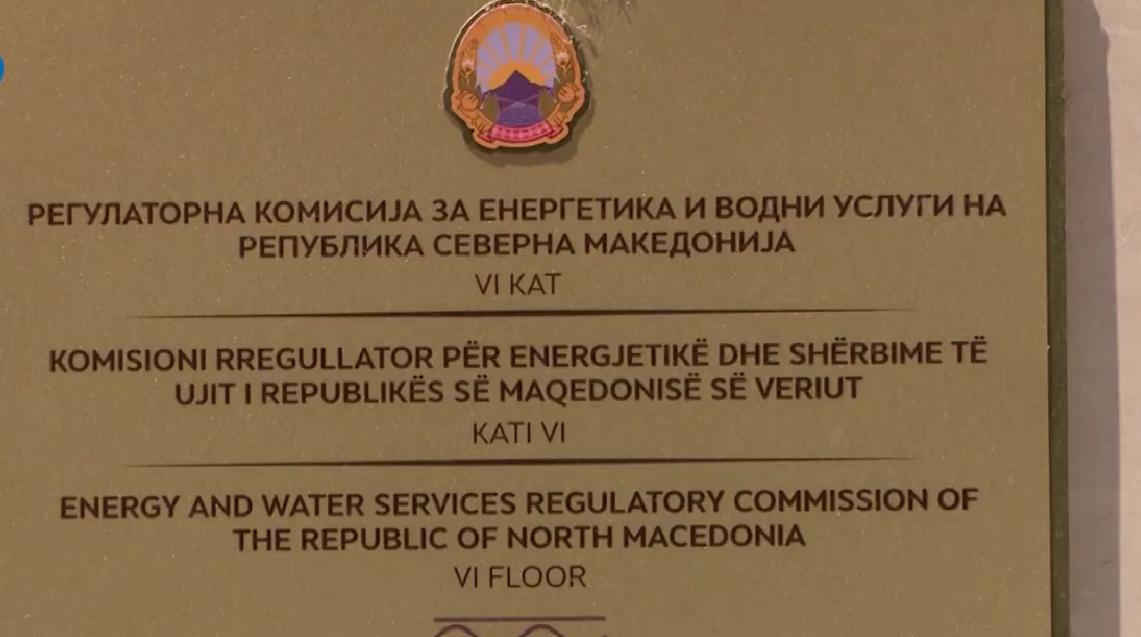 РЕГУЛАТОРНА КОМИСИЈА ЗА ЕНЕРГЕТИКА И ВОДНИ УСЛУГИ НА
РЕПУБЛИКА СЕВЕРНА МАКЕДОНИЈА
VI КАТ
KOMISIONI RREGULLATOR PËR ENERGJETIKË DHE SHËRBIME TË
UJIT I REPUBLIKËS SË MAQEDONISË SË VERIUT
KATI VI
ENERGY AND WATER SERVICES REGULATORY COMMISSION OF
THE REPUBLIC OF NORTH MACEDONIA
VI FLOOR